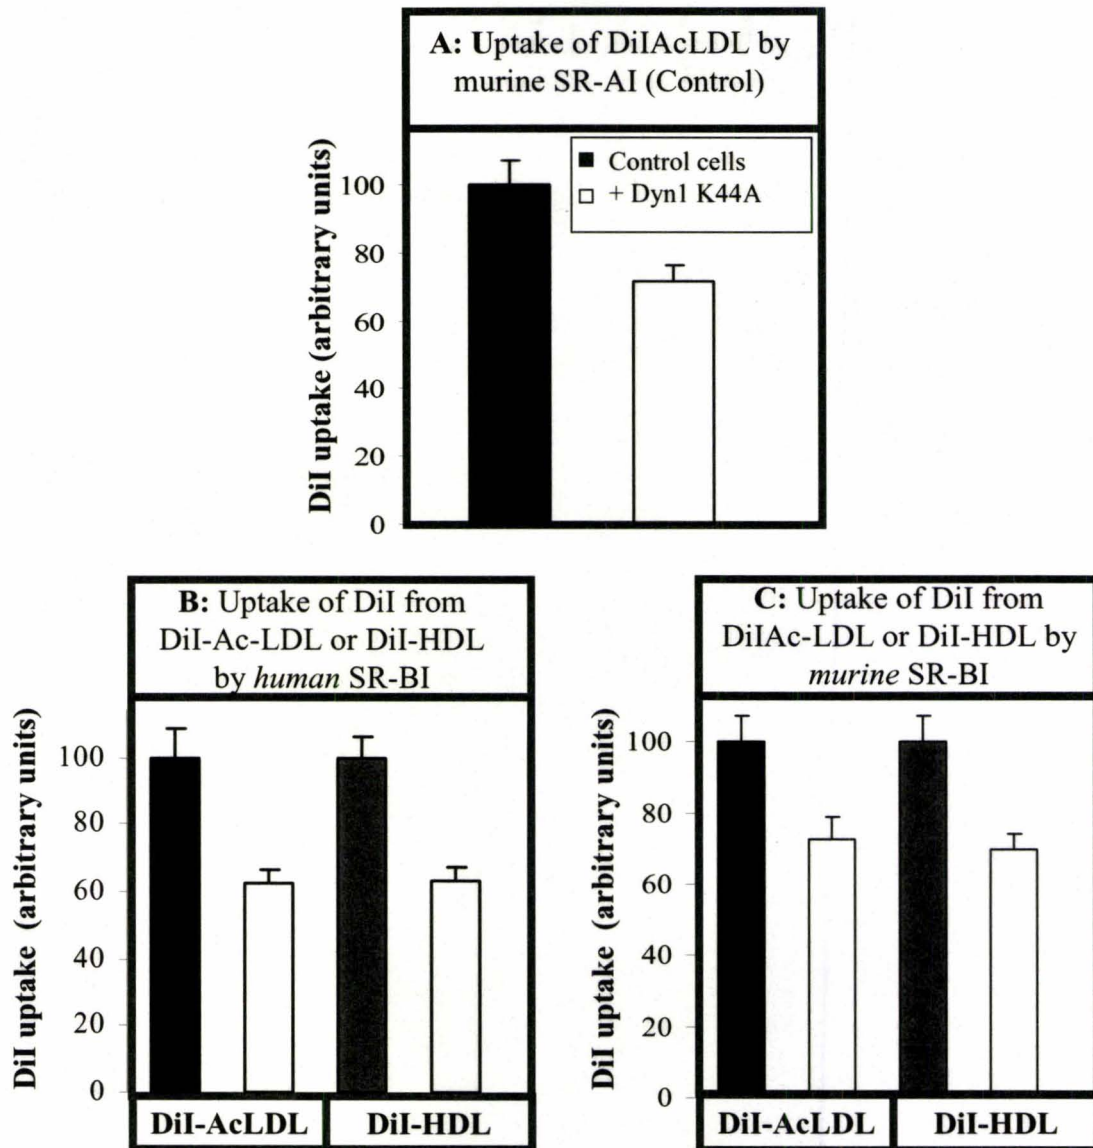 A: Uptake of DiIAcLDL by
murine SR-AI (Control)
DiI uptake (arbitrary units)
100
80
60
40
20
0
Control cells
+ Dyn1 K44A
B: Uptake of DiI from
DiI-Ac-LDL or DiI-HDL
by human SR-BI
DiI uptake (arbitrary units)
100
80
60
40
20
0
DiI-AcLDL DiI-HDL
C: Uptake of DiI from
DiIAc-LDL or DiI-HDL by
murine SR-BI
DiI uptake (arbitrary units)
100
80
60
40
20
0
DiI-AcLDL DiI-HDL